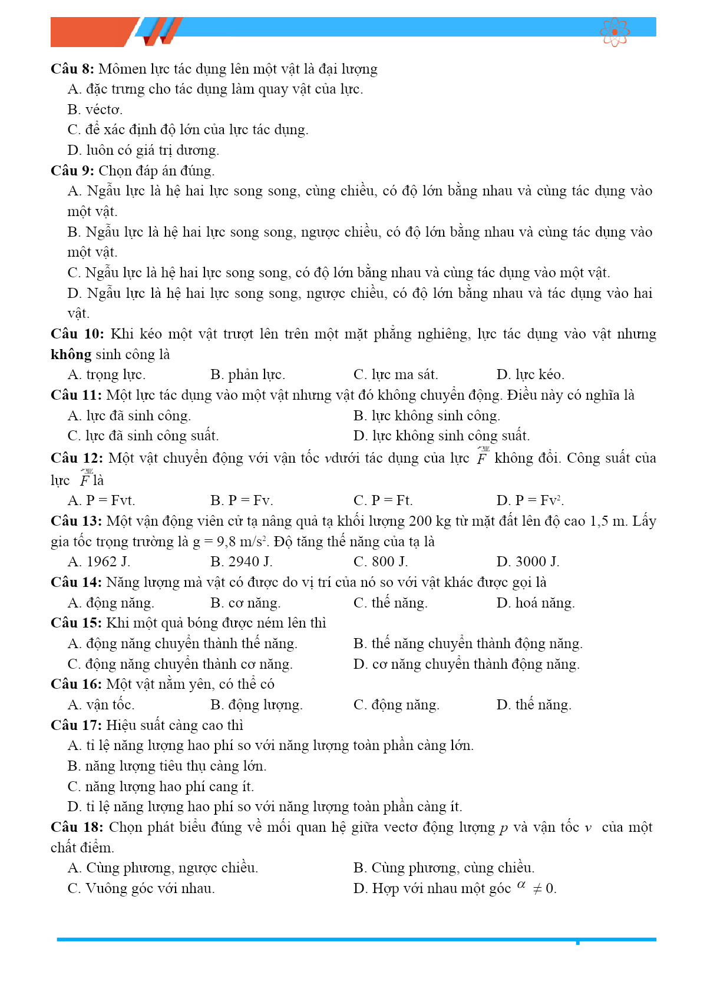 Câu 8: Mômen lực tác dụng lên một vật là đại lượng
A. đặc trưng cho tác dụng làm quay vật của lực.
B. véctơ.
C. để xác định độ lớn của lực tác dụng.
D. luôn có giá trị dương.
Câu 9: Chọn đáp án đúng.
A. Ngẫu lực là hệ hai lực song song, cùng chiều, có độ lớn bằng nhau và cùng tác dụng vào
một vật.
B. Ngẫu lực là hệ hai lực song song, ngược chiều, có độ lớn bằng nhau và cùng tác dụng vào
một vật.
C. Ngẫu lực là hệ hai lực song song, có độ lớn bằng nhau và cùng tác dụng vào một vật.
D. Ngẫu lực là hệ hai lực song song, ngược chiều, có độ lớn bằng nhau và tác dụng vào hai
vật.
Câu 10: Khi kéo một vật trượt lên trên một mặt phẳng nghiêng, lực tác dụng vào vật nhưng
không sinh công là
A. trọng lực. B. phản lực. C. lực ma sát. D. lực kéo.
Câu 11: Một lực tác dụng vào một vật nhưng vật đó không chuyển động. Điều này có nghĩa là
A. lực đã sinh công. B. lực không sinh công.
C. lực đã sinh công suất. D. lực không sinh công suất.
Câu 12: Một vật chuyển động với vận tốc vdưới tác dụng của lực F không đổi. Công suất của
lực F là
A. P = Fvt. B. P = Fv. C. P = Ft. D. P = Fv².
Câu 13: Một vận động viên cử tạ nâng quả tạ khối lượng 200 kg từ mặt đất lên độ cao 1,5 m. Lấy
gia tốc trọng trường là g = 9,8 m/s². Độ tăng thế năng của tạ là
A. 1962 J. B. 2940 J. C. 800 J. D. 3000 J.
Câu 14: Năng lượng mà vật có được do vị trí của nó so với vật khác được gọi là
A. động năng. B. cơ năng. C. thế năng. D. hoá năng.
Câu 15: Khi một quả bóng được ném lên thì
A. động năng chuyển thành thế năng. B. thế năng chuyển thành động năng.
C. động năng chuyển thành cơ năng. D. cơ năng chuyển thành động năng.
Câu 16: Một vật nằm yên, có thể có
A. vận tốc. B. động lượng. C. động năng. D. thế năng.
Câu 17: Hiệu suất càng cao thì
A. tỉ lệ năng lượng hao phí so với năng lượng toàn phần càng lớn.
B. năng lượng tiêu thụ càng lớn.
C. năng lượng hao phí cang ít.
D. tỉ lệ năng lượng hao phí so với năng lượng toàn phần càng ít.
Câu 18: Chọn phát biểu đúng về mối quan hệ giữa vectơ động lượng p và vận tốc v của một
chất điểm.
A. Cùng phương, ngược chiều. B. Cùng phương, cùng chiều.
C. Vuông góc với nhau. D. Hợp với nhau một góc α ≠ 0.